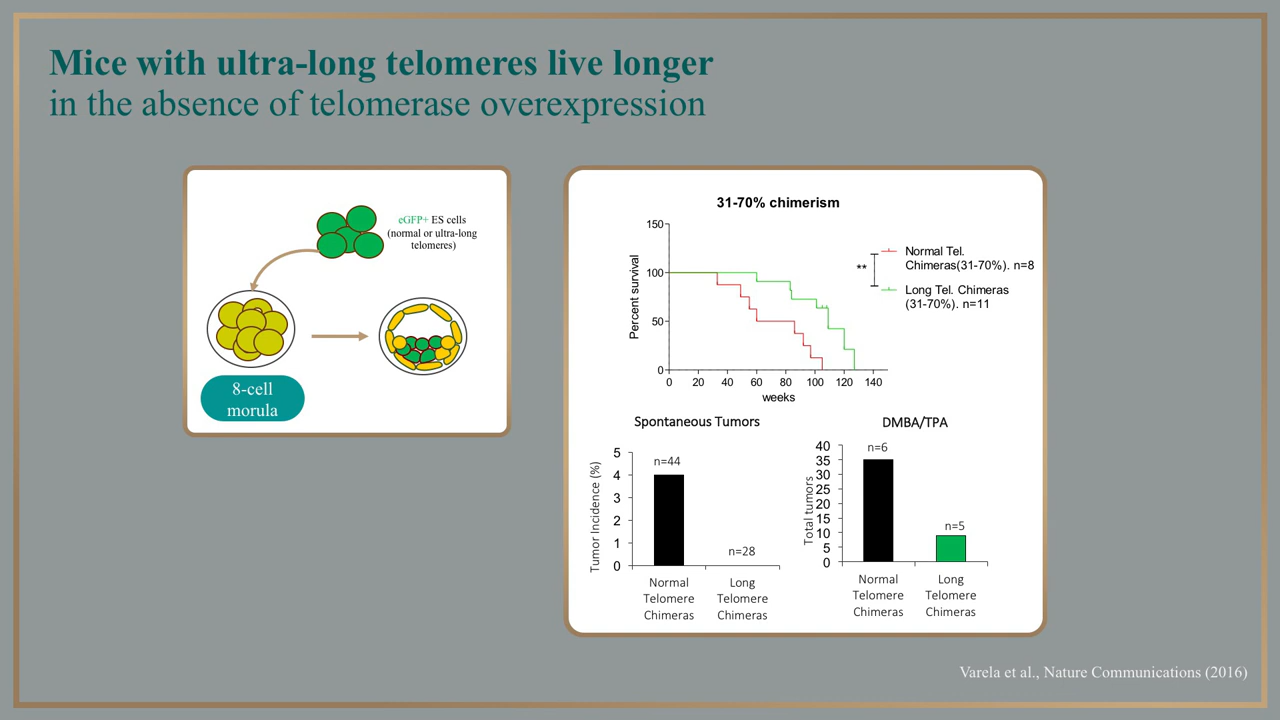 Mice with ultra-long telomeres live longer
in the absence of telomerase overexpression
eGFP+ ES cells
(normal or ultra-long
telomeres)
8-cell
morula
31-70% chimerism
150
100
50
0
Percent survival
0 20 40 60 80 100 120 140
weeks
**
Normal Tel.
Chimeras(31-70%). n=8
Long Tel. Chimeras
(31-70%). n=11
Spontaneous Tumors
Tumor Incidence (%)
5
4
3
2
1
0
n=44
n=28
Normal
Telomere
Chimeras
Long
Telomere
Chimeras
DMBA/TPA
Total tumors
40
35
30
25
20
15
10
5
0
n=6
n=5
Normal
Telomere
Chimeras
Long
Telomere
Chimeras
Varela et al., Nature Communications (2016)